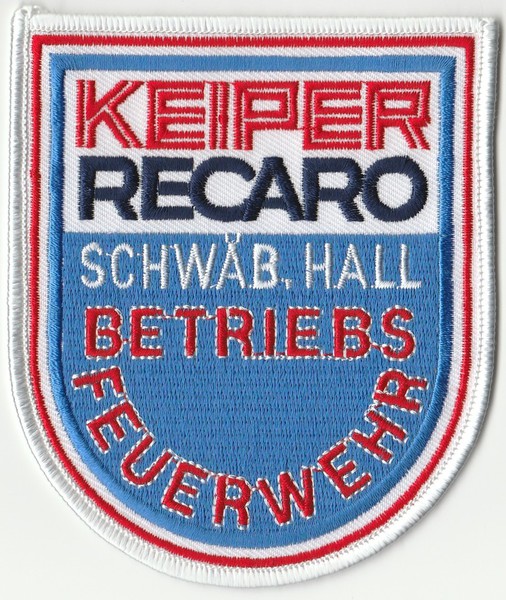 KEIPER
RECARO
SCHWÄB. HALL
BETRIEBS
FEUERWEHR